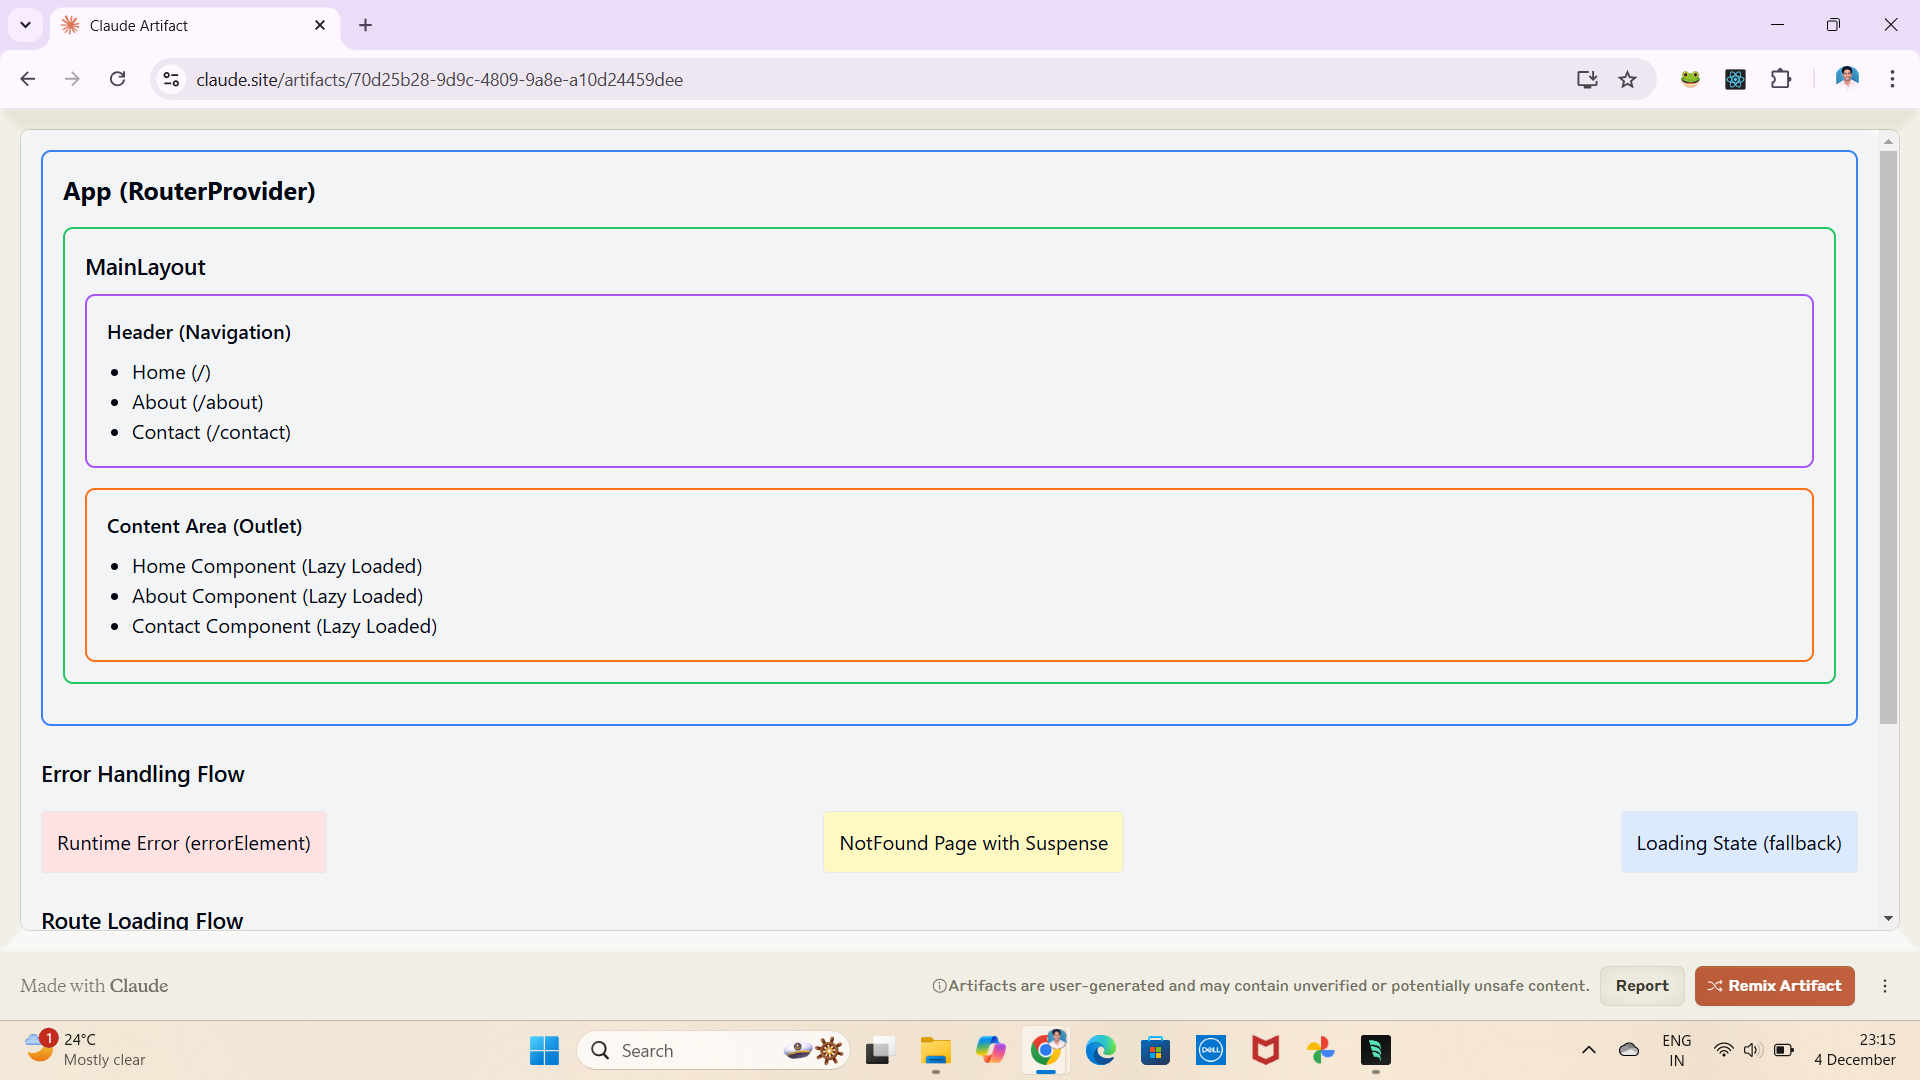 Claude Artifact
claude.site/artifacts/70d25b28-9d9c-4809-9a8e-a10d24459dee
App (RouterProvider)
MainLayout
Header (Navigation)
Home (/)
About (/about)
Contact (/contact)
Content Area (Outlet)
Home Component (Lazy Loaded)
About Component (Lazy Loaded)
Contact Component (Lazy Loaded)
Error Handling Flow
Runtime Error (errorElement)
NotFound Page with Suspense
Loading State (fallback)
Route Loading Flow
Made with Claude
Artifacts are user-generated and may contain unverified or potentially unsafe content.
Report
Remix Artifact
1
24°C
Mostly clear
Search
DELL
ENG
IN
23:15
4 December